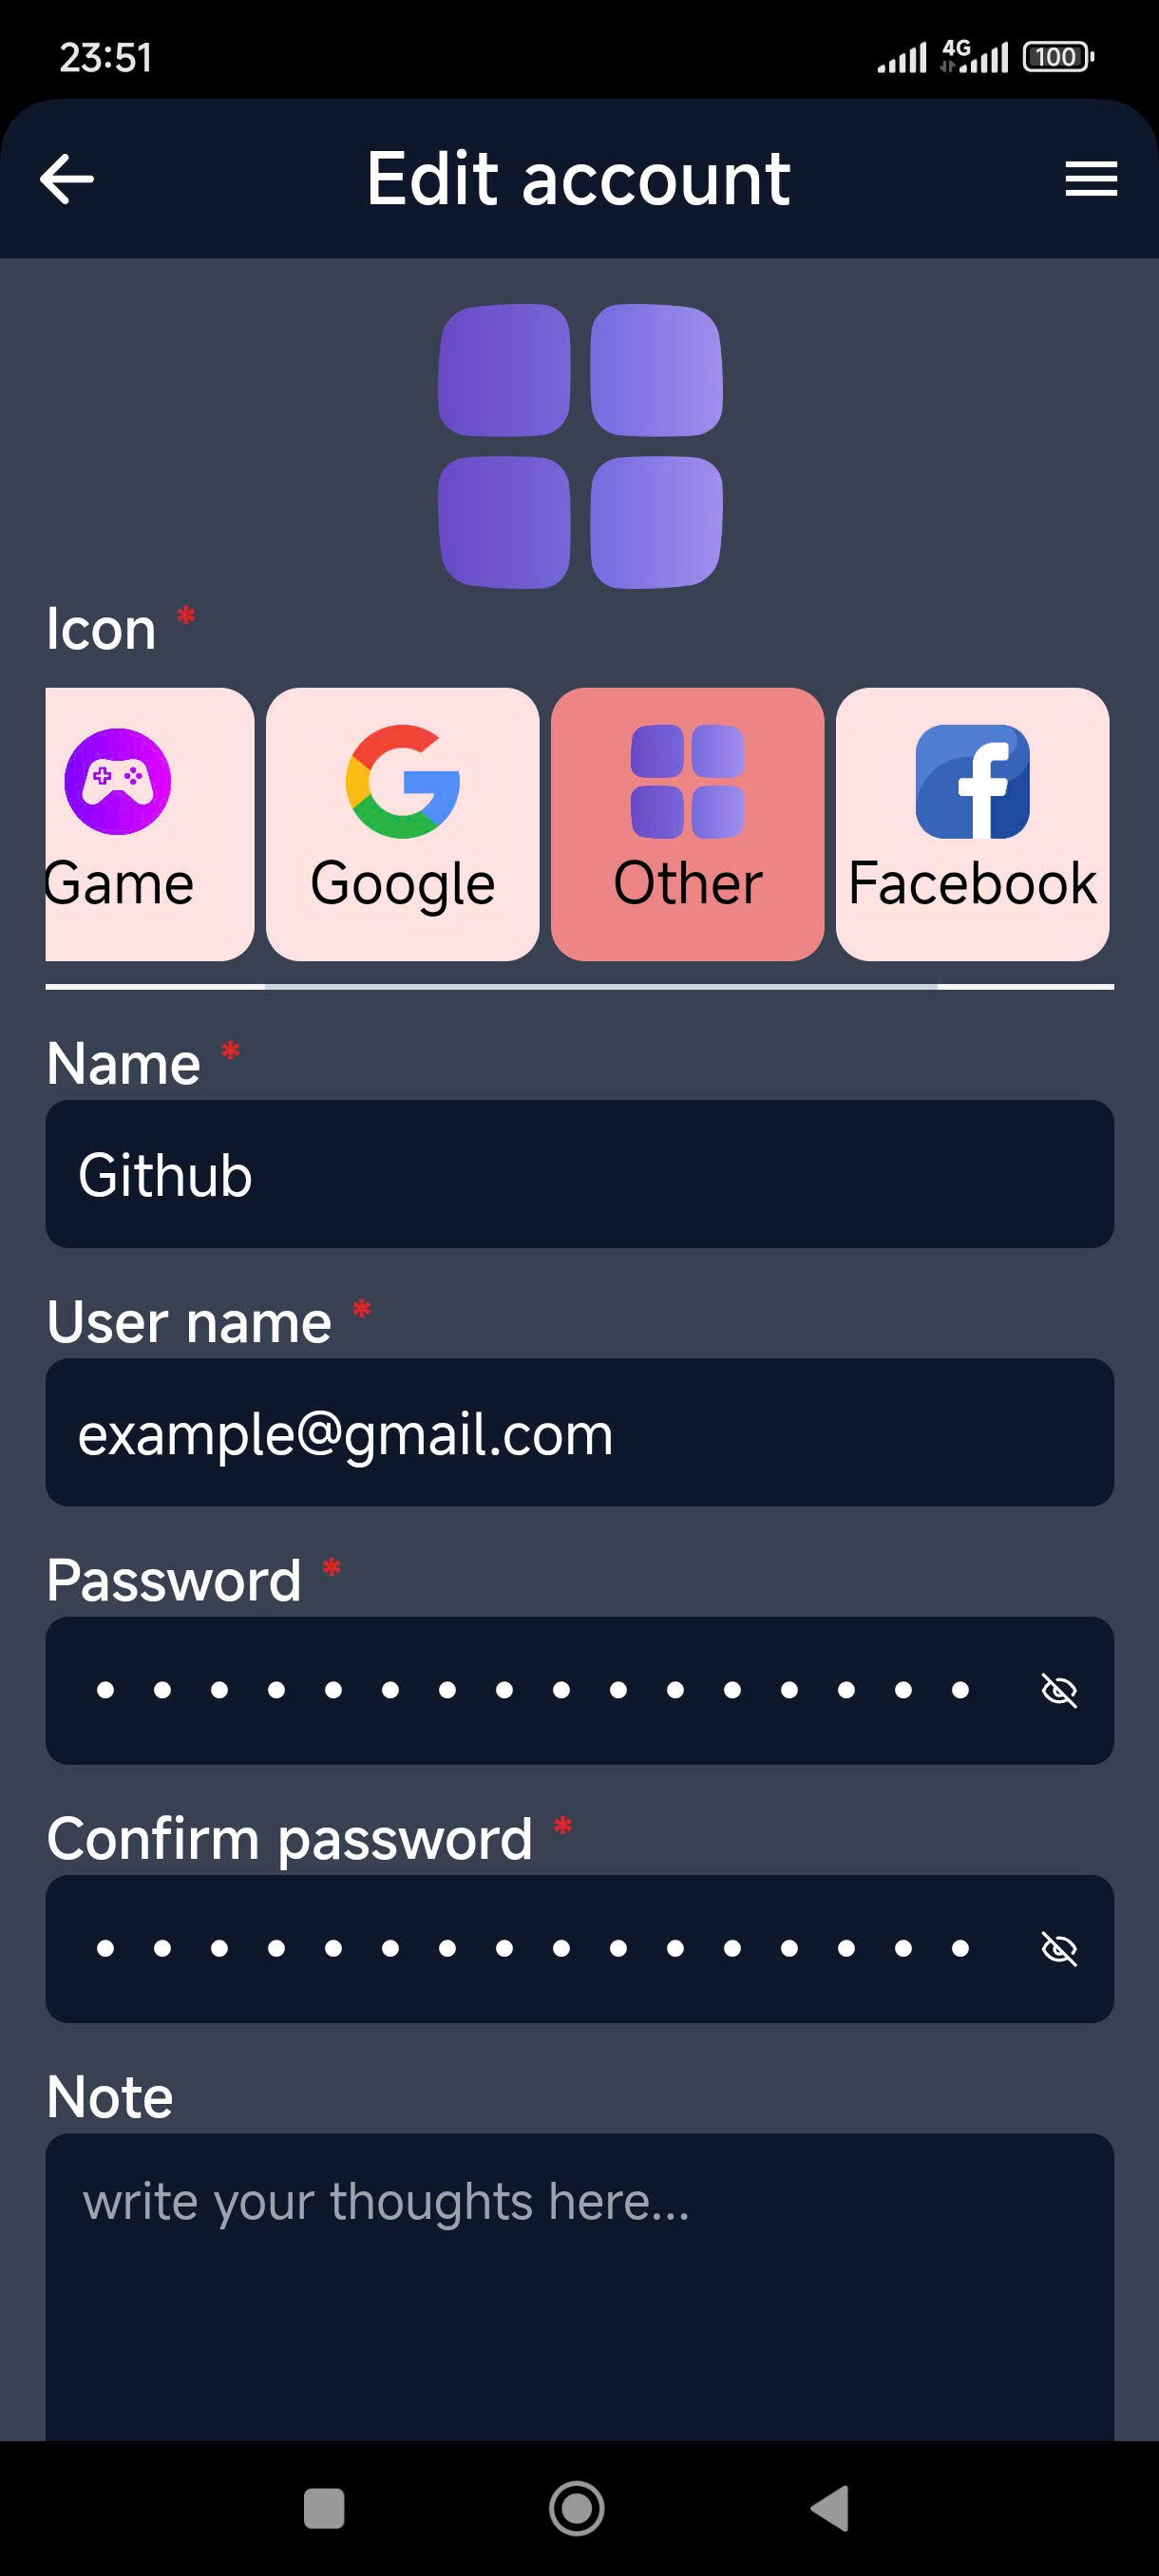 23:51 4G 100
Edit account
Icon *
Game Google Other Facebook
Name *
Github
User name *
example@gmail.com
Password *
Confirm password *
Note
write your thoughts here...